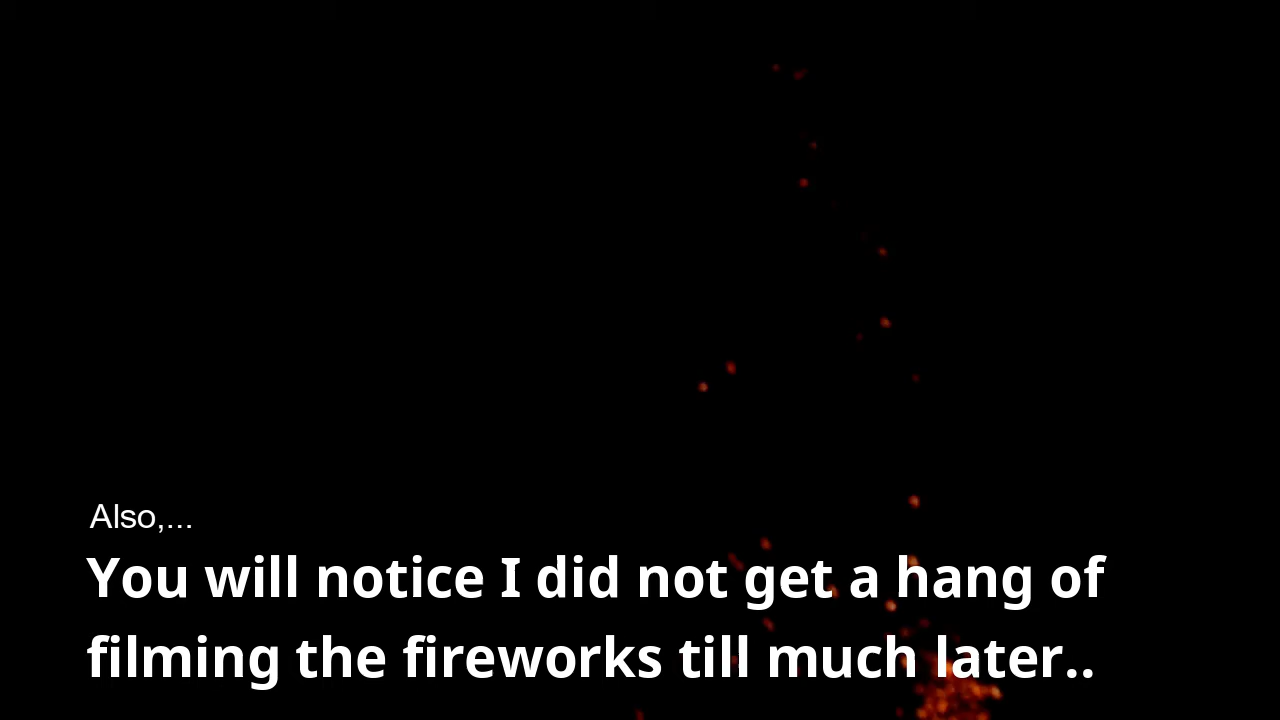 Also,...
You will notice I did not get a hang of
filming the fireworks till much later..